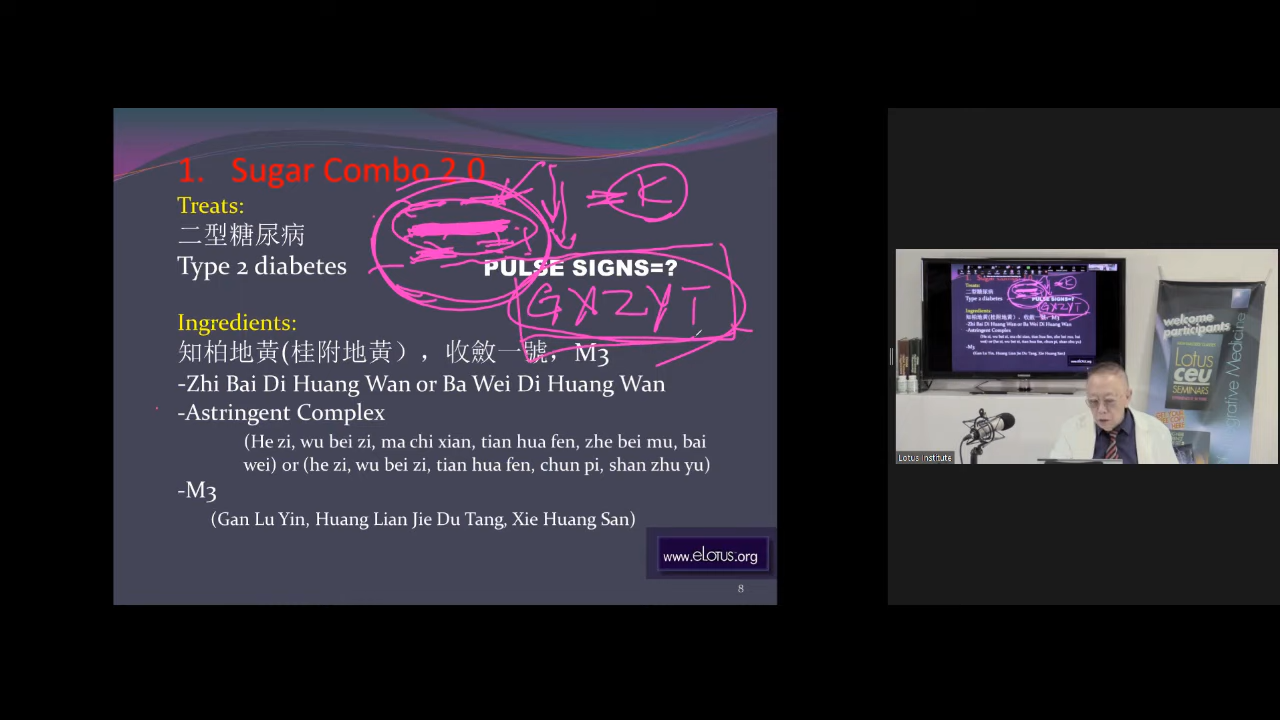 1. Sugar Combo 2.0
Treats:
二型糖尿病
Type 2 diabetes
= K
PULSE SIGNS=?
GXZYT
Ingredients:
知柏地黃(桂附地黃），收斂一號，M3
-Zhi Bai Di Huang Wan or Ba Wei Di Huang Wan
-Astringent Complex
(He zi, wu bei zi, ma chi xian, tian hua fen, zhe bei mu, bai
wei) or (he zi, wu bei zi, tian hua fen, chun pi, shan zhu yu)
-M3
(Gan Lu Yin, Huang Lian Jie Du Tang, Xie Huang San)
www.eLOTUS.org
8
welcome
participants
Lotus
ceu
SEMINARS
grative Medicine
Lotus Institute